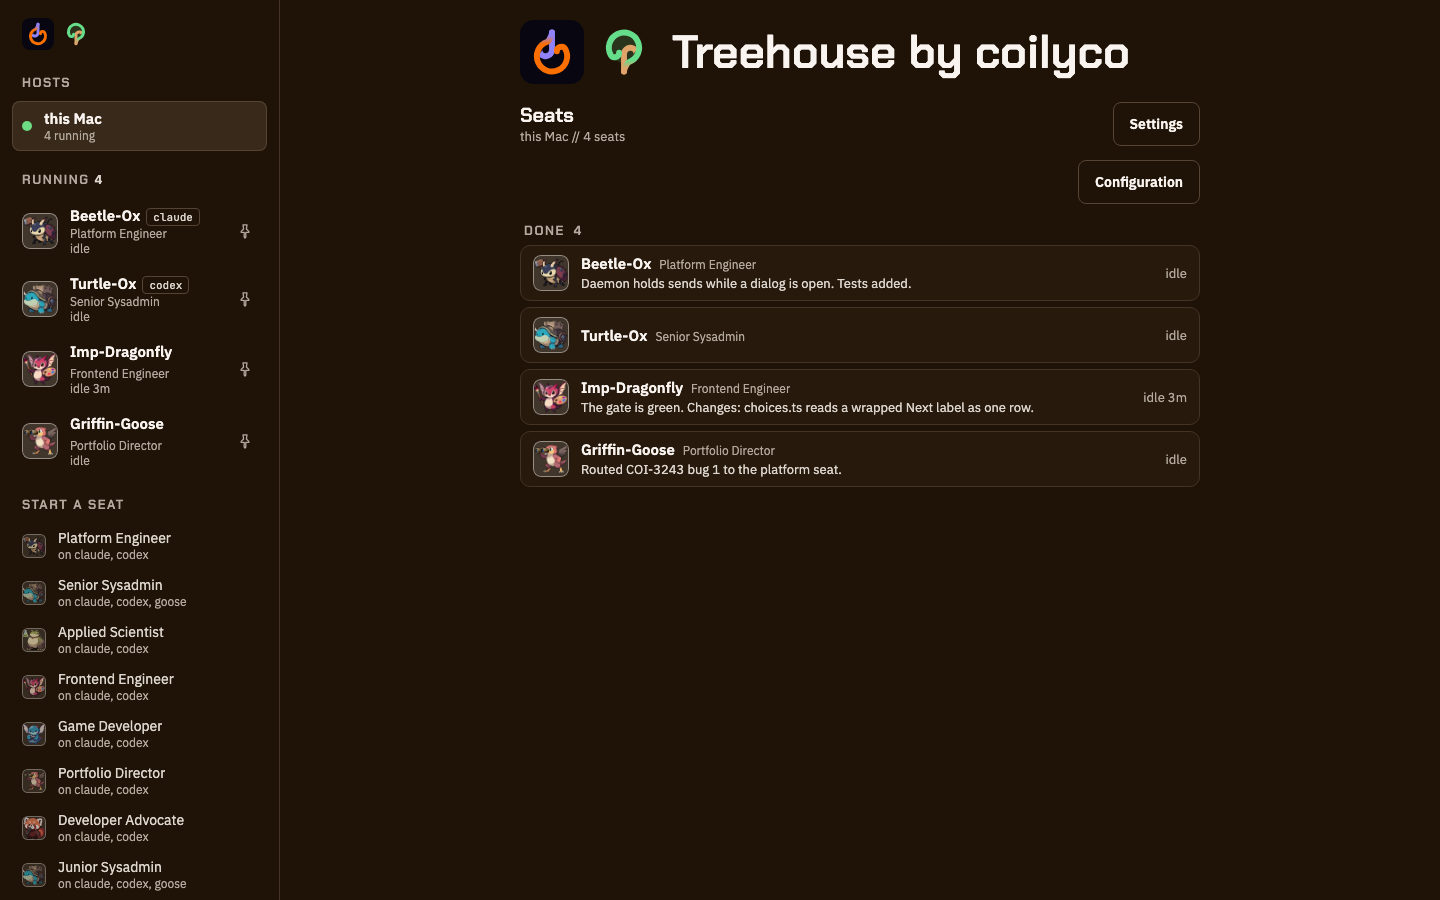 HOSTS
this Mac
4 running
RUNNING 4
Beetle-Ox claude
Platform Engineer
idle
Turtle-Ox codex
Senior Sysadmin
idle
Imp-Dragonfly
Frontend Engineer
idle 3m
Griffin-Goose
Portfolio Director
idle
START A SEAT
Platform Engineer
on claude, codex
Senior Sysadmin
on claude, codex, goose
Applied Scientist
on claude, codex
Frontend Engineer
on claude, codex
Game Developer
on claude, codex
Portfolio Director
on claude, codex
Developer Advocate
on claude, codex
Junior Sysadmin
on claude, codex, goose
Treehouse by coilyco
Seats
this Mac // 4 seats
Settings
Configuration
DONE 4
Beetle-Ox Platform Engineer
Daemon holds sends while a dialog is open. Tests added.
idle
Turtle-Ox Senior Sysadmin
idle
Imp-Dragonfly Frontend Engineer
The gate is green. Changes: choices.ts reads a wrapped Next label as one row.
idle 3m
Griffin-Goose Portfolio Director
Routed COI-3243 bug 1 to the platform seat.
idle